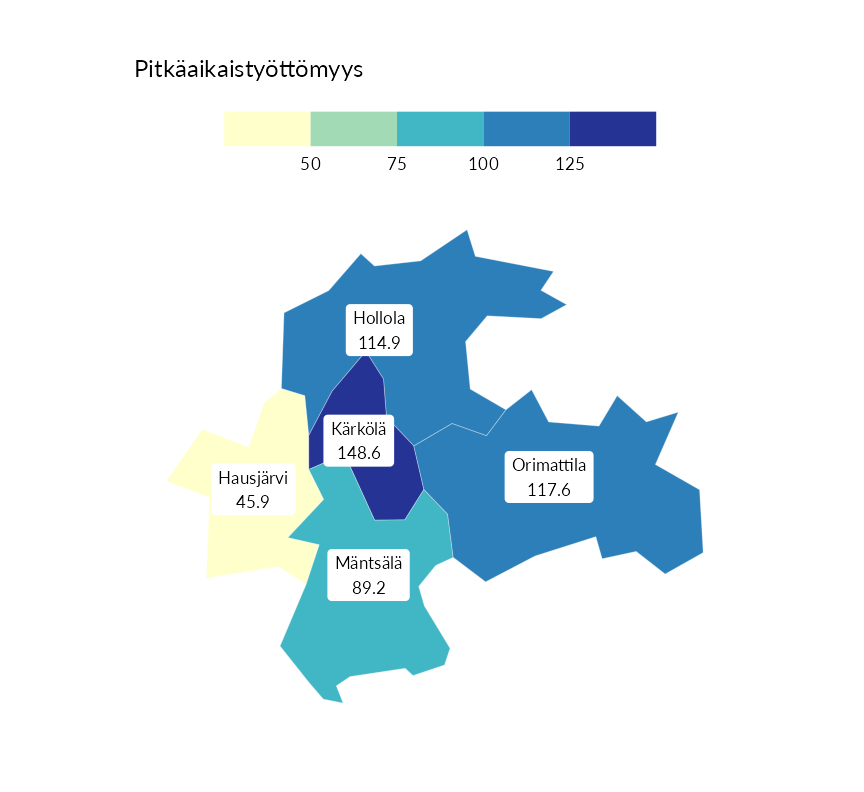 Pitkäaikaistyöttömyys
50 75 100 125
Hollola
114.9
Kärkölä
148.6
Orimattila
117.6
Hausjärvi
45.9
Mäntsälä
89.2